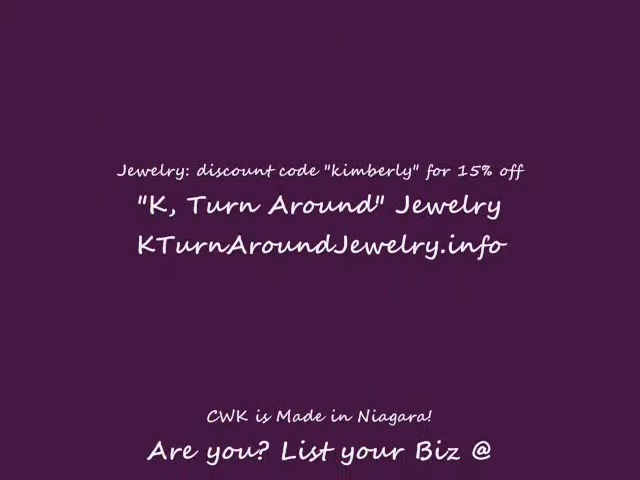 Jewelry: discount code "kimberly" for 15% off
"K, Turn Around" Jewelry
KTurnAroundJewelry.info
CWK is Made in Niagara!
Are you? List your Biz @